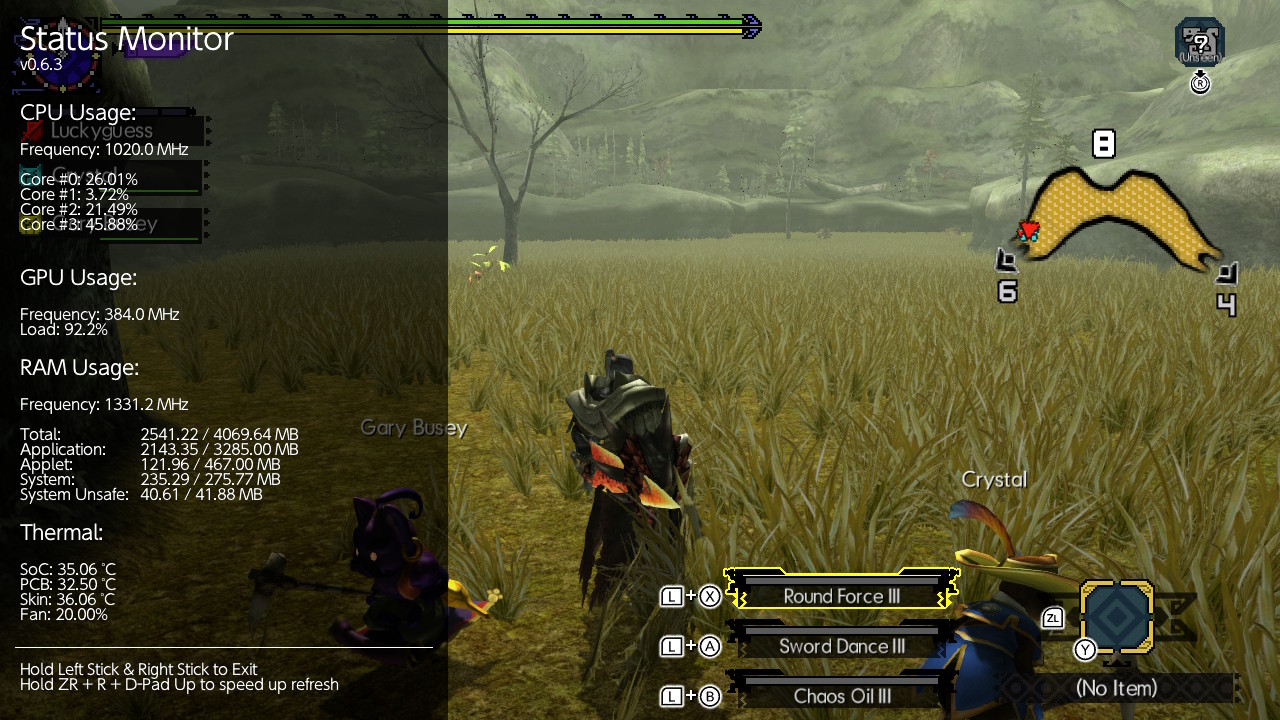 Status Monitor
v0.6.3
CPU Usage:
Luckyguess
Frequency: 1020.0 MHz
Core #0: 26.01%
Core #1: 3.72%
Core #2: 21.49%
Core #3: 45.88%
GPU Usage:
Frequency: 384.0 MHz
Load: 92.2%
RAM Usage:
Frequency: 1331.2 MHz
Total: 2541.22 / 4069.64 MB
Application: 2143.35 / 3285.00 MB
Applet: 121.96 / 467.00 MB
System: 235.29 / 275.77 MB
System Unsafe: 40.61 / 41.88 MB
Thermal:
SoC: 35.06 °C
PCB: 32.50 °C
Skin: 36.06 °C
Fan: 20.00%
Hold Left Stick & Right Stick to Exit
Hold ZR + R + D-Pad Up to speed up refresh
Gary Busey
?
(Unseen)
R
8
6
4
Crystal
L + X Round Force III
L + A Sword Dance III
L + B Chaos Oil III
ZL
Y
(No Item)